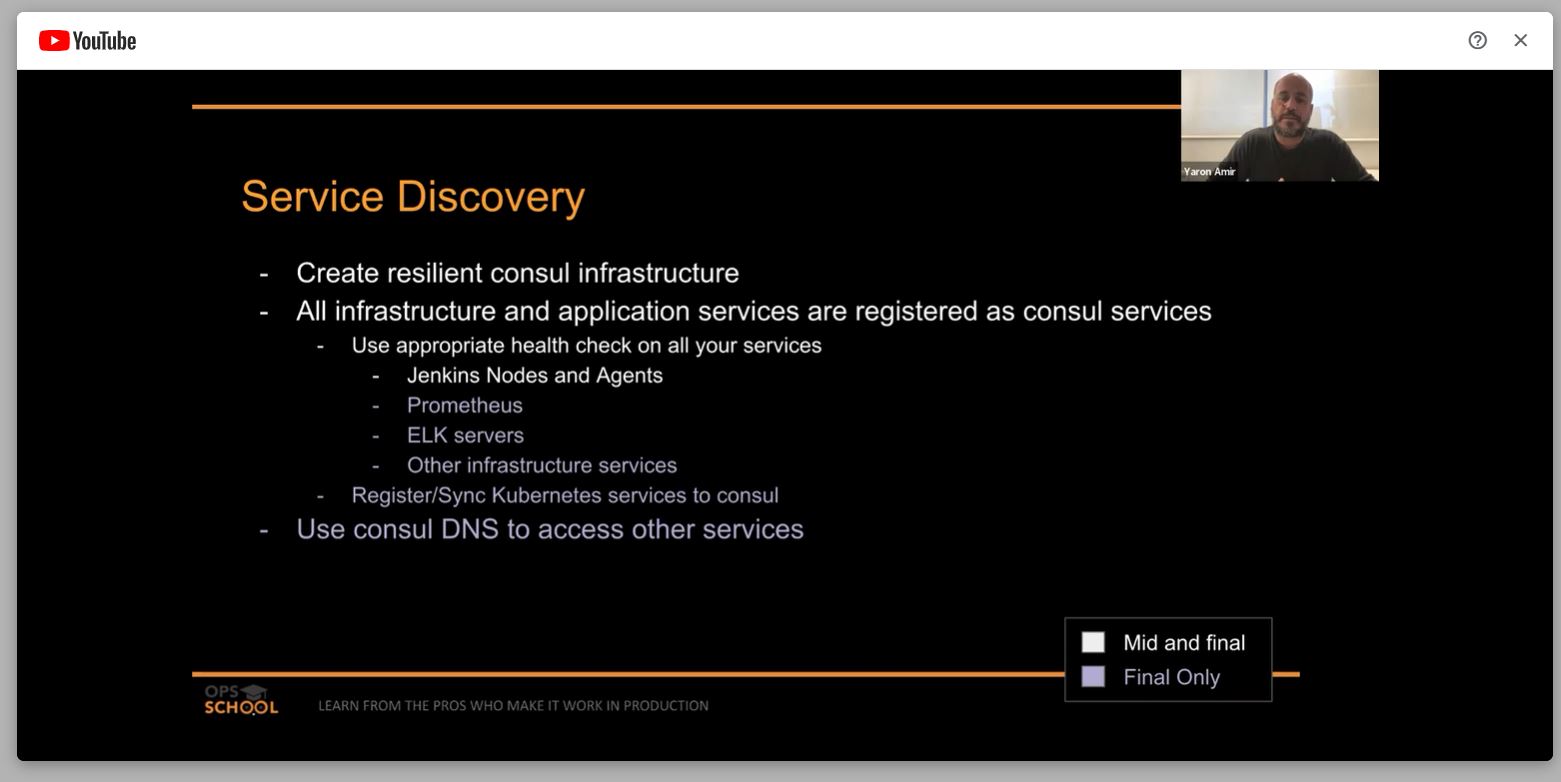 YouTube
Yaron Amir
Service Discovery
- Create resilient consul infrastructure
- All infrastructure and application services are registered as consul services
- Use appropriate health check on all your services
- Jenkins Nodes and Agents
- Prometheus
- ELK servers
- Other infrastructure services
- Register/Sync Kubernetes services to consul
- Use consul DNS to access other services
Mid and final
Final Only
OPS
SCHOOL
LEARN FROM THE PROS WHO MAKE IT WORK IN PRODUCTION